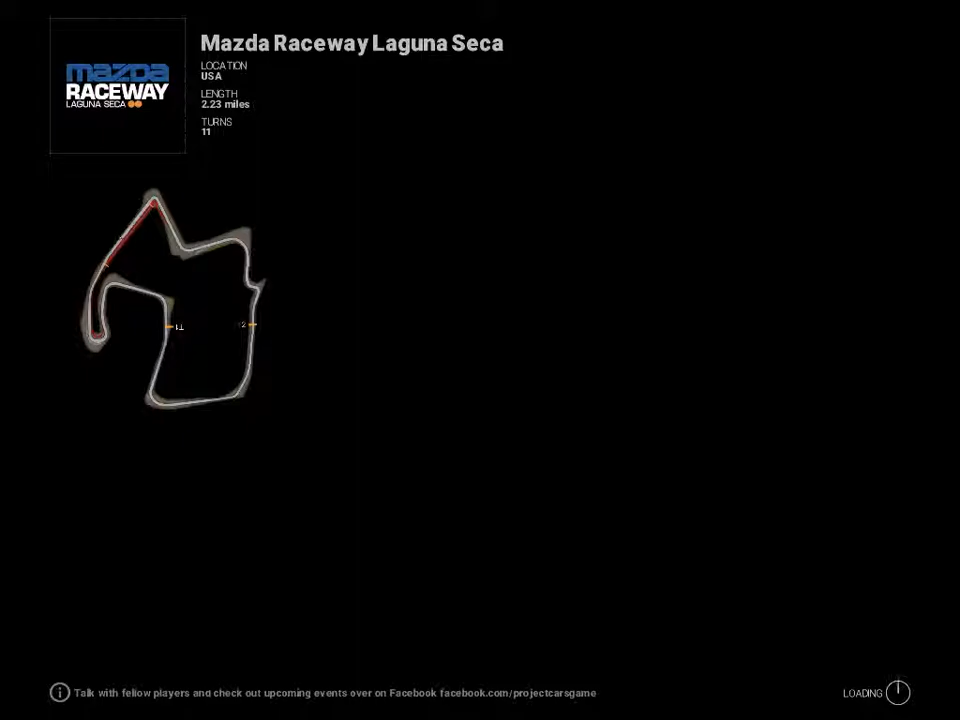 mazda
RACEWAY
LAGUNA SECA
Mazda Raceway Laguna Seca
LOCATION
USA
LENGTH
2.23 miles
TURNS
11
Talk with fellow players and check out upcoming events over on Facebook facebook.com/projectcarsgame
LOADING